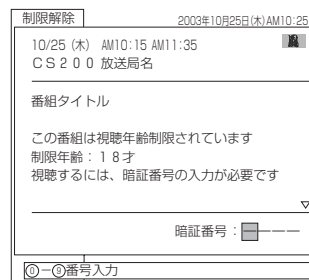 制限解除 2003年10月25日(木)AM10:25
10/25 (木) AM10:15 AM11:35
CS200 放送局名
番組タイトル
この番組は視聴年齢制限されています
制限年齢：18才
視聴するには、暗証番号の入力が必要です
暗証番号：－－－－
⓪－⑨番号入力